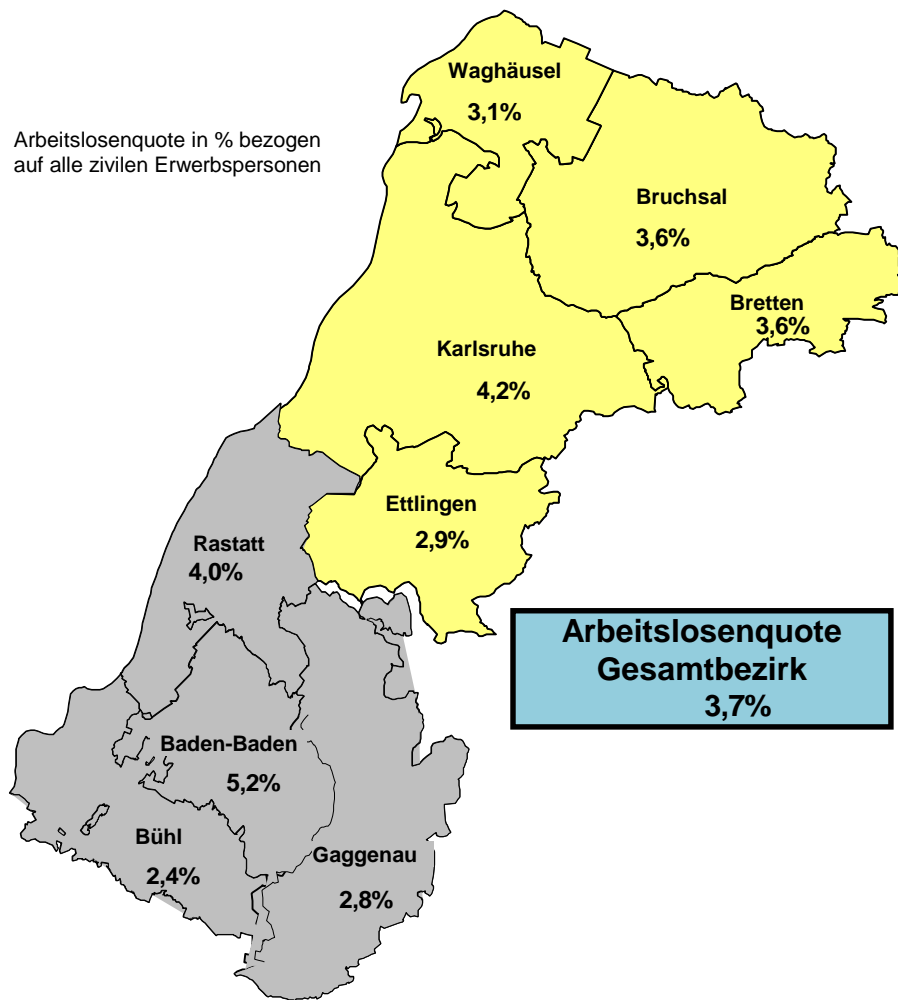 Waghäusel
3,1%
Arbeitslosenquote in % bezogen
auf alle zivilen Erwerbspersonen
Bruchsal
3,6%
Bretten
3,6%
Karlsruhe
4,2%
Ettlingen
2,9%
Rastatt
4,0%
Arbeitslosenquote
Gesamtbezirk
3,7%
Baden-Baden
5,2%
Bühl
2,4%
Gaggenau
2,8%